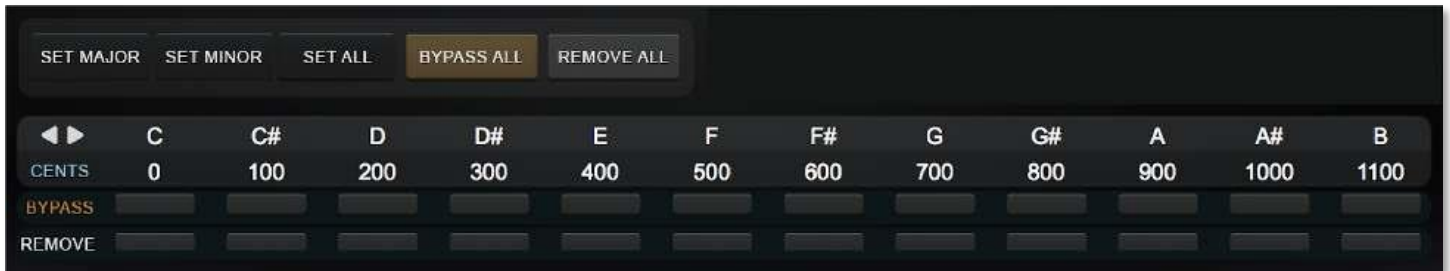 SET MAJOR SET MINOR SET ALL BYPASS ALL REMOVE ALL
C C# D D# E F F# G G# A A# B
CENTS 0 100 200 300 400 500 600 700 800 900 1000 1100
BYPASS
REMOVE